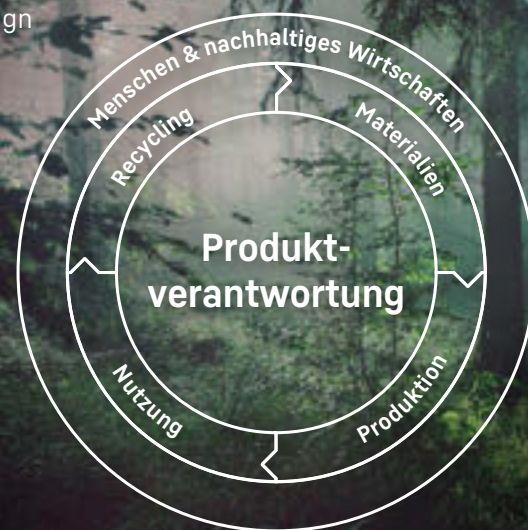 gn
Menschen & nachhaltiges Wirtschaften
Recycling
Materialien
Produkt-
verantwortung
Nutzung
Produktion